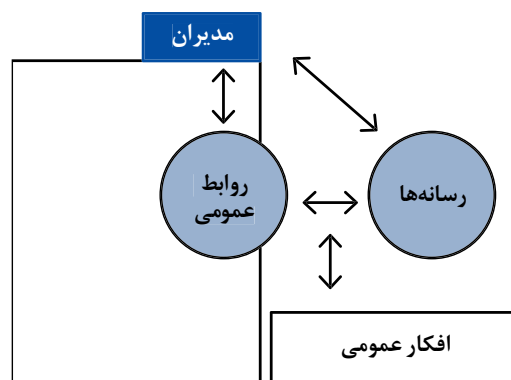 مدیران
روابط
عمومی
رسانه‌ها
افکار عمومی